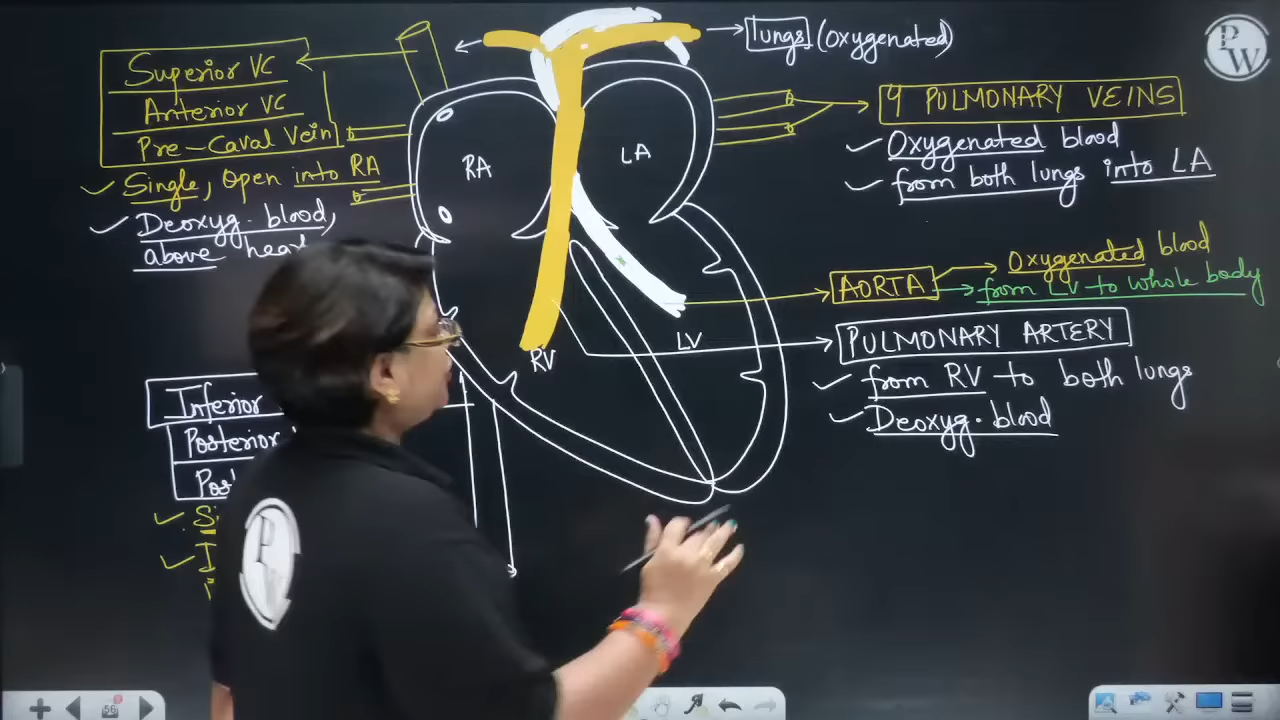 Superior VC
Anterior VC
Pre-Caval Vein
Single, Open into RA
Deoxyg. blood,
above
lungs (oxygenated)
RA
LA
RV
LV
4 PULMONARY VEINS
Oxygenated blood
from both lungs into LA
AORTA
Oxygenated blood
from LV to whole body
PULMONARY ARTERY
from RV to both lungs
Deoxyg. blood
Inferior
Posterior
PW
P
56